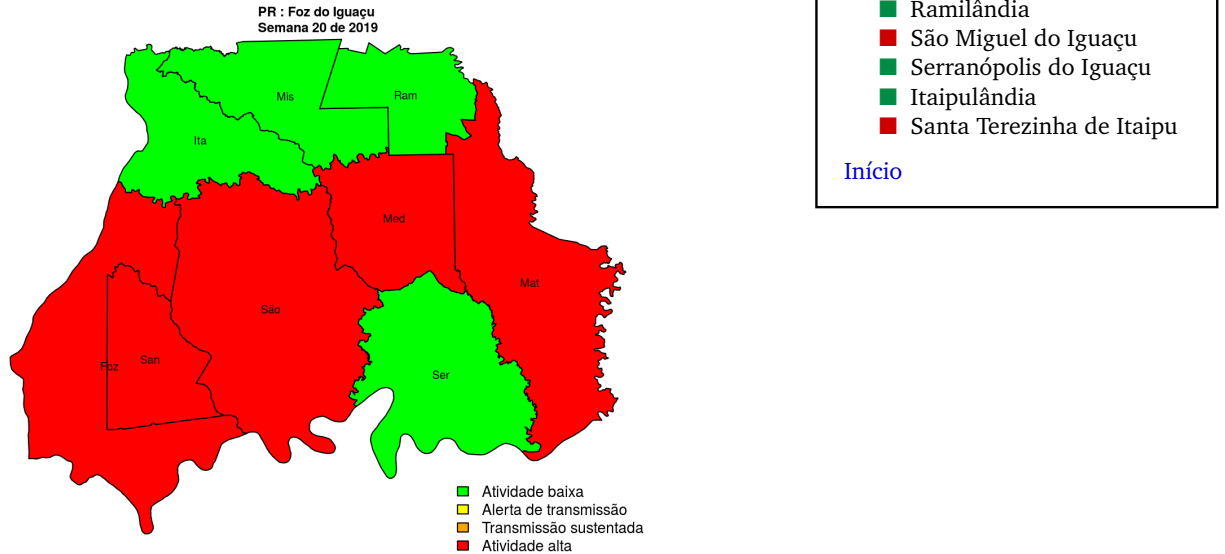 PR : Foz do Iguaçu
Semana 20 de 2019
Mis
Ram
Ita
Med
Mat
São
Foz
San
Ser
Atividade baixa
Alerta de transmissão
Transmissão sustentada
Atividade alta
Ramilândia
São Miguel do Iguaçu
Serranópolis do Iguaçu
Itaipulândia
Santa Terezinha de Itaipu
Início